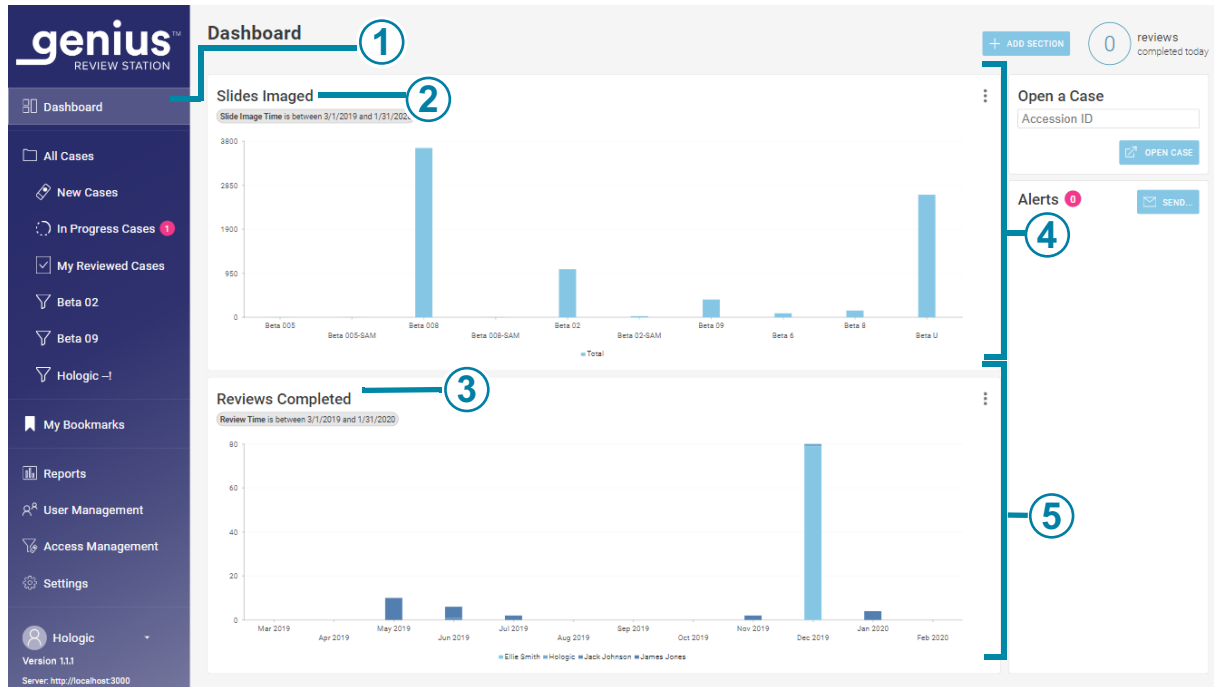 genius™
REVIEW STATION
Dashboard
All Cases
New Cases
In Progress Cases 1
My Reviewed Cases
Beta 02
Beta 09
Hologic --!
My Bookmarks
Reports
User Management
Access Management
Settings
Hologic
Version 1.1.1
Server: http://localhost:3000
Dashboard
1
ADD SECTION
0
reviews
completed today
Slides Imaged
2
Slide Image Time is between 3/1/2019 and 1/31/2020
3800
2850
1900
950
0
Beta 005
Beta 005-SAM
Beta 008
Beta 008-SAM
Beta 02
Beta 02-SAM
Beta 09
Beta 6
Beta 8
Beta U
Total
Reviews Completed
3
Review Time is between 3/1/2019 and 1/31/2020
80
60
40
20
0
Mar 2019
Apr 2019
May 2019
Jun 2019
Jul 2019
Aug 2019
Sep 2019
Oct 2019
Nov 2019
Dec 2019
Jan 2020
Feb 2020
Ellie Smith Hologic Jack Johnson James Jones
4
5
Open a Case
Accession ID
OPEN CASE
Alerts 0
SEND...